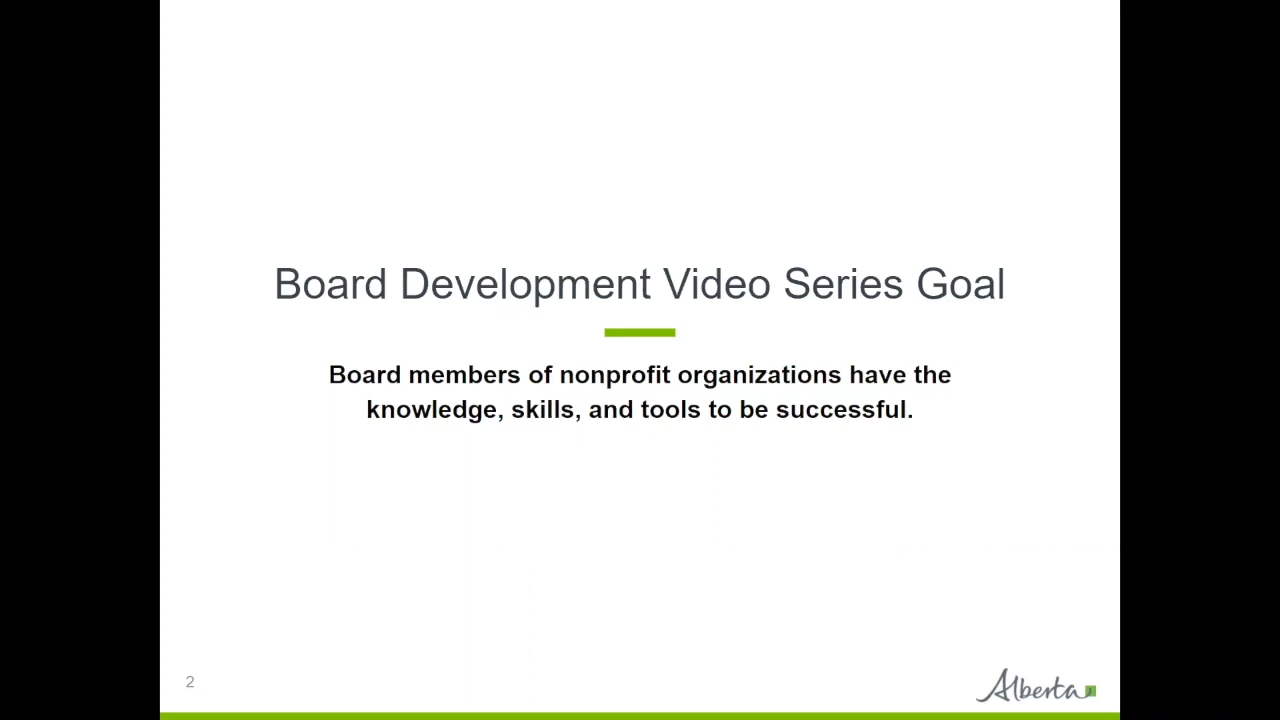 Board Development Video Series Goal
Board members of nonprofit organizations have the
knowledge, skills, and tools to be successful.
2
Alberta